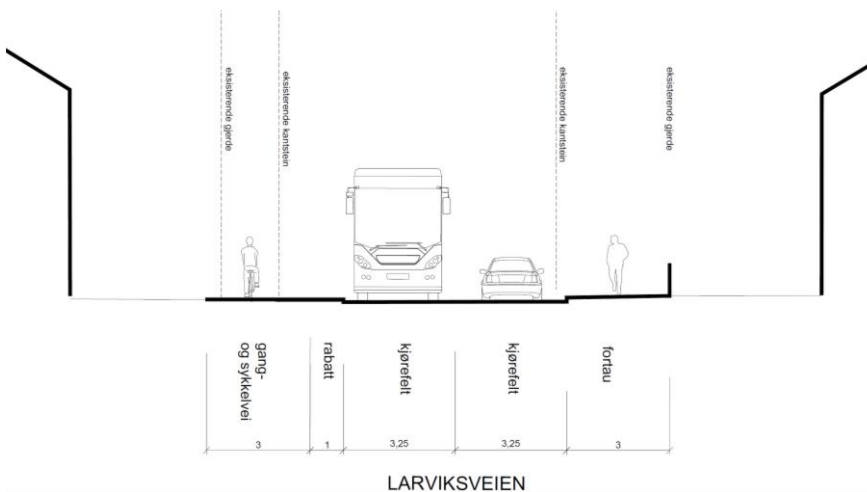 eksisterende gjerde
eksisterende kantstein
eksisterende kantstein
eksisterende gjerde
gang-
og sykkelvei
rabatt
kjørefelt
kjørefelt
fortau
3
1
3,25
3,25
3
LARVIKSVEIEN